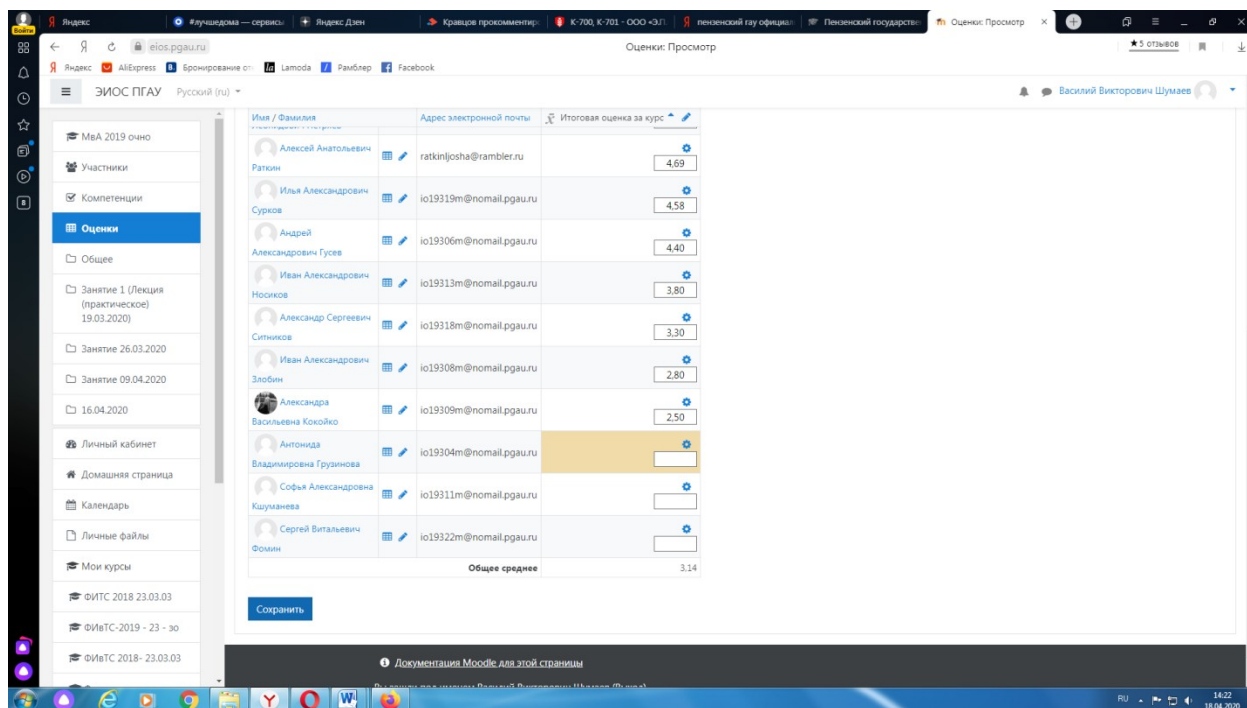 Войти
Яндекс
#лучшедома — сервисы
Яндекс Дзен
Кравцов прокомментир
К-700, К-701 - ООО «ЭЛ
пензенский гау официал
Пензенский государстве
Оценки: Просмотр
eios.pgau.ru
Оценки: Просмотр
★5 отзывов
Яндекс
AliExpress
Бронирование от
Lamoda
Рамблер
Facebook
ЭИОС ПГАУ
Русский (ru)
Василий Викторович Шумаев
МвА 2019 очно
Участники
Компетенции
Оценки
Общее
Занятие 1 (Лекция
(практическое)
19.03.2020)
Занятие 26.03.2020
Занятие 09.04.2020
16.04.2020
Личный кабинет
Домашняя страница
Календарь
Личные файлы
Мои курсы
ФИТС 2018 23.03.03
ФИвТС-2019 - 23 - зо
ФИвТС 2018- 23.03.03
Имя / Фамилия
Адрес электронной почты
Итоговая оценка за курс
Алексей Анатольевич
Раткин
ratkinljosha@rambler.ru
4,69
Илья Александрович
Сурков
io19319m@nomail.pgau.ru
4,58
Андрей
Александрович Гусев
io19306m@nomail.pgau.ru
4,40
Иван Александрович
Носиков
io19313m@nomail.pgau.ru
3,80
Александр Сергеевич
Ситников
io19318m@nomail.pgau.ru
3,30
Иван Александрович
Злобин
io19308m@nomail.pgau.ru
2,80
Александра
Васильевна Кокойко
io19309m@nomail.pgau.ru
2,50
Антонида
Владимировна Грузинова
io19304m@nomail.pgau.ru
Софья Александровна
Кшуманева
io19311m@nomail.pgau.ru
Сергей Витальевич
Фомин
io19322m@nomail.pgau.ru
Общее среднее
3,14
Сохранить
Документация Moodle для этой страницы
Вы зашли под именем Василий Викторович Шумаев (Выход)
RU
14:22
18.04.2020